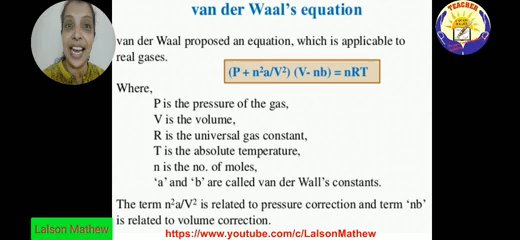 van der Waal's equation
TEACHER
van der Waal proposed an equation, which is applicable to
real gases.
(P + n²a/V²) (V- nb) = nRT
Where,
P is the pressure of the gas,
V is the volume,
R is the universal gas constant,
T is the absolute temperature,
n is the no. of moles,
'a' and 'b' are called van der Wall's constants.
The term n²a/V² is related to pressure correction and term 'nb'
is related to volume correction.
Lalson Mathew
https://www.youtube.com/c/LalsonMathew